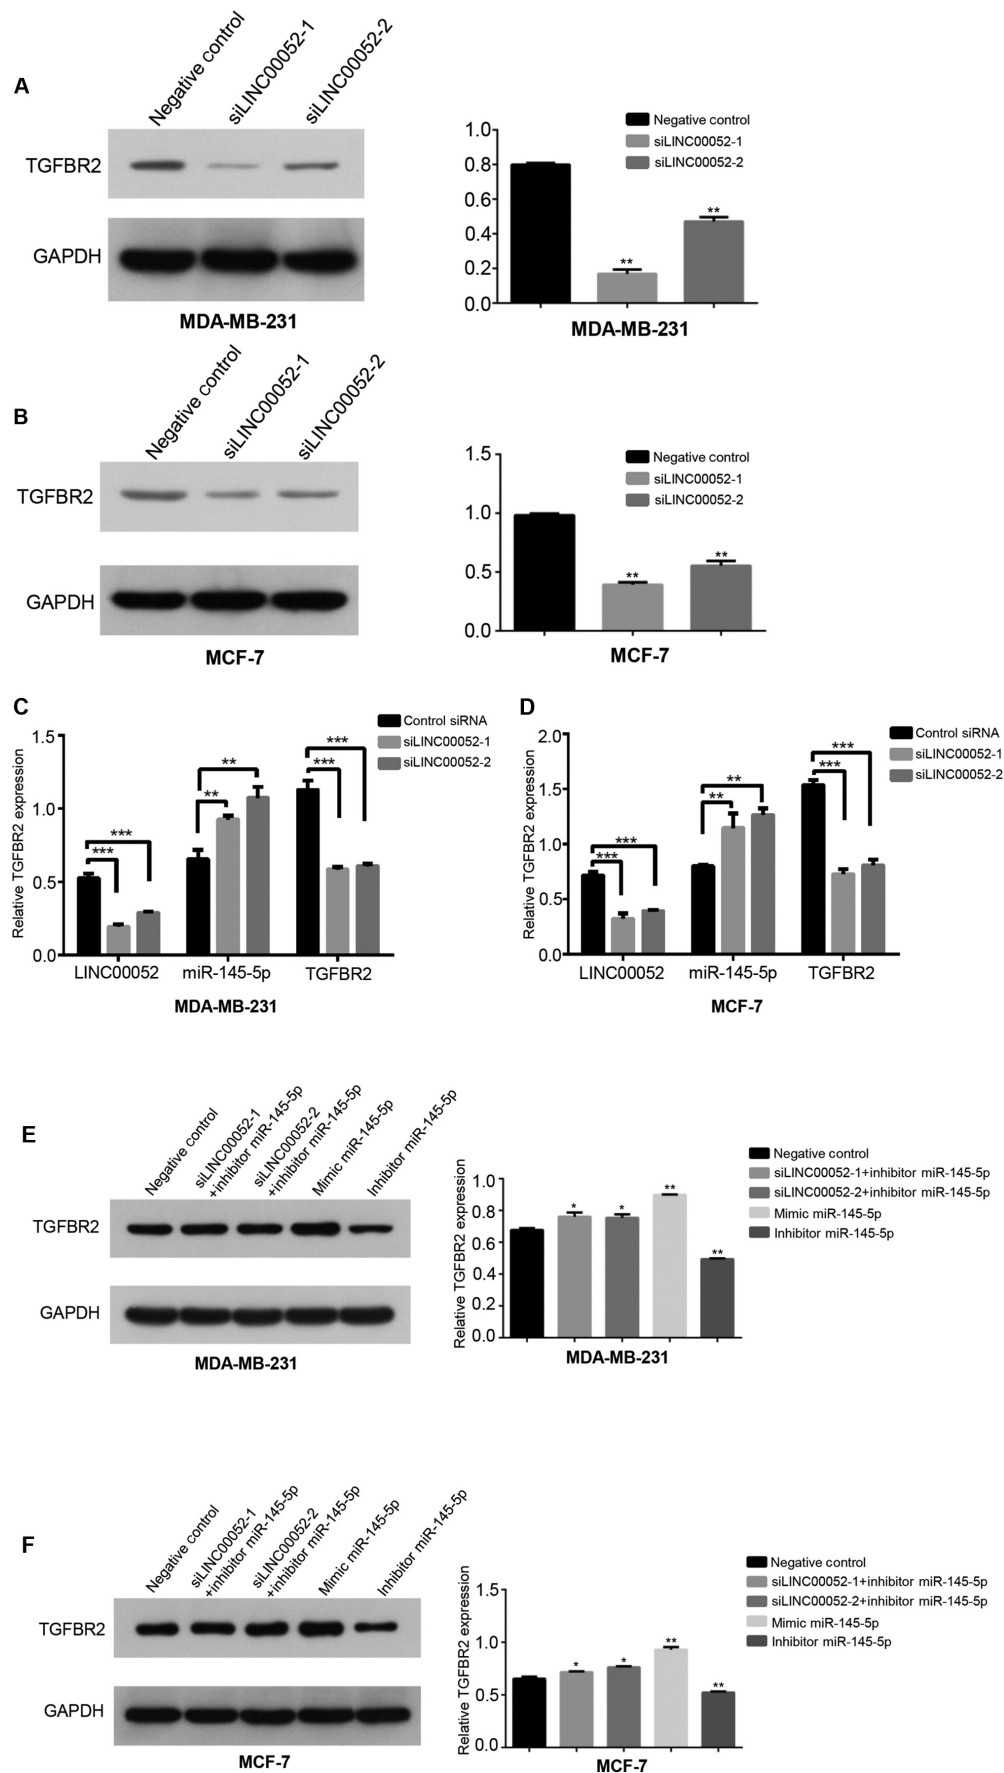 A
Negative control
siLINC00052-1
siLINC00052-2
TGFBR2
GAPDH
MDA-MB-231
Negative control
siLINC00052-1
siLINC00052-2
1.0
0.8
0.6
0.4
0.2
0.0
**
**
MDA-MB-231
B
Negative control
siLINC00052-1
siLINC00052-2
TGFBR2
GAPDH
MCF-7
Negative control
siLINC00052-1
siLINC00052-2
1.5
1.0
0.5
0.0
**
**
MCF-7
C
Control siRNA
siLINC00052-1
siLINC00052-2
Relative TGFBR2 expression
1.5
1.0
0.5
0.0
***
***
**
**
***
***
LINC00052
miR-145-5p
TGFBR2
MDA-MB-231
D
Control siRNA
siLINC00052-1
siLINC00052-2
Relative TGFBR2 expression
2.0
1.5
1.0
0.5
0.0
***
***
**
**
***
***
LINC00052
miR-145-5p
TGFBR2
MCF-7
E
Negative control
siLINC00052-1
+inhibitor miR-145-5p
siLINC00052-2
+inhibitor miR-145-5p
Mimic miR-145-5p
Inhibitor miR-145-5p
TGFBR2
GAPDH
MDA-MB-231
Negative control
siLINC00052-1+inhibitor miR-145-5p
siLINC00052-2+inhibitor miR-145-5p
Mimic miR-145-5p
Inhibitor miR-145-5p
Relative TGFBR2 expression
1.0
0.8
0.6
0.4
0.2
0.0
*
*
**
**
MDA-MB-231
F
Negative control
siLINC00052-1
+inhibitor miR-145-5p
siLINC00052-2
+inhibitor miR-145-5p
Mimic miR-145-5p
Inhibitor miR-145-5p
TGFBR2
GAPDH
MCF-7
Negative control
siLINC00052-1+inhibitor miR-145-5p
siLINC00052-2+inhibitor miR-145-5p
Mimic miR-145-5p
Inhibitor miR-145-5p
Relative TGFBR2 expression
1.5
1.0
0.5
0.0
*
*
**
**
MCF-7